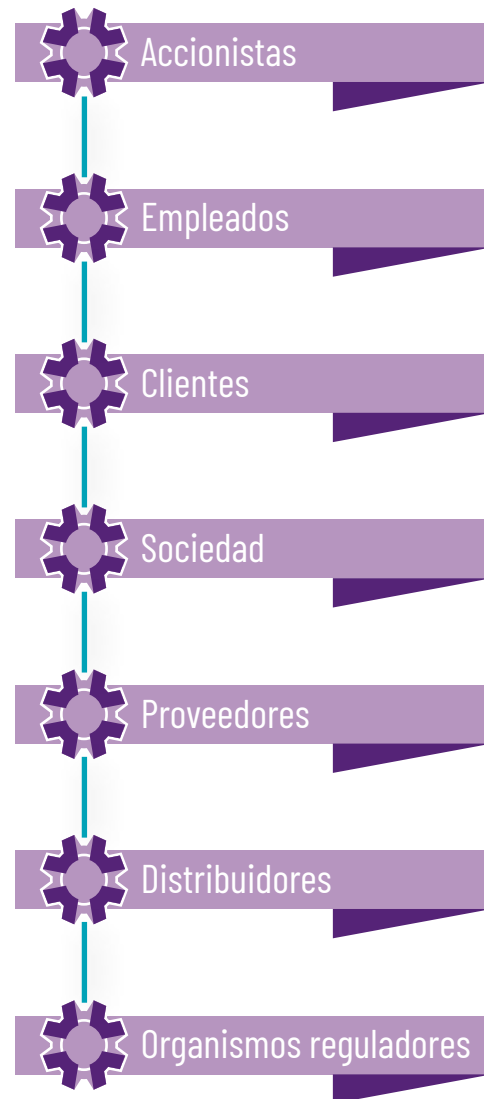 Accionistas
Empleados
Clientes
Sociedad
Proveedores
Distribuidores
Organismos reguladores